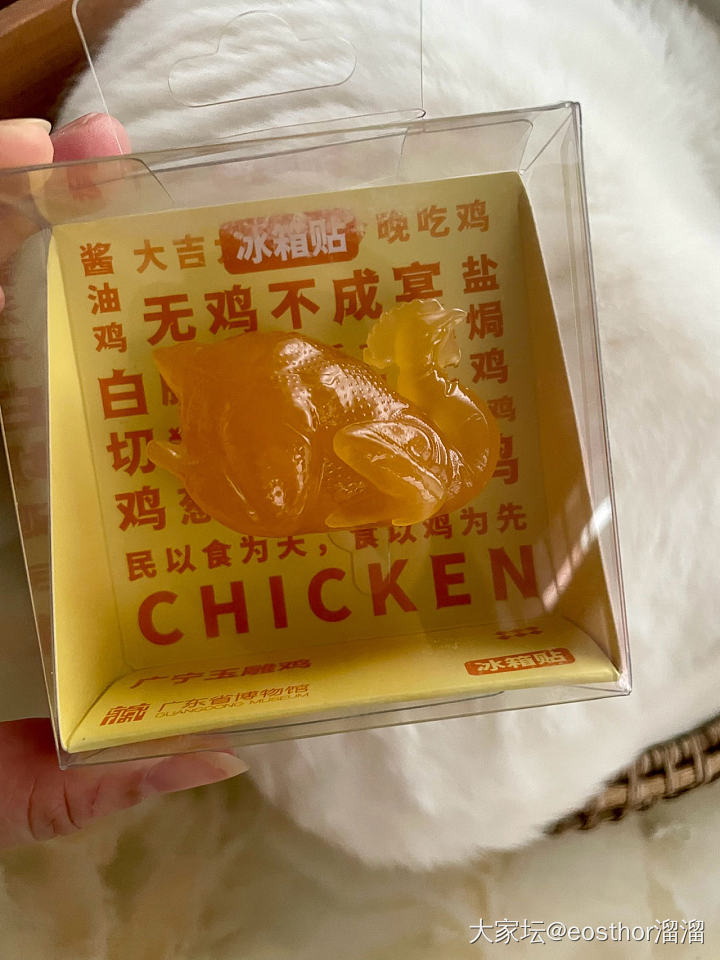 冰箱贴
大吉
晚吃鸡
酱油鸡
无鸡不成宴
盐焗鸡
白切鸡
鸡
葱
民以食为天，食以鸡为先
CHICKEN
广宁玉雕鸡
冰箱贴
广东省博物馆
GUANGDONG MUSEUM
大家坛@eosthor溜溜